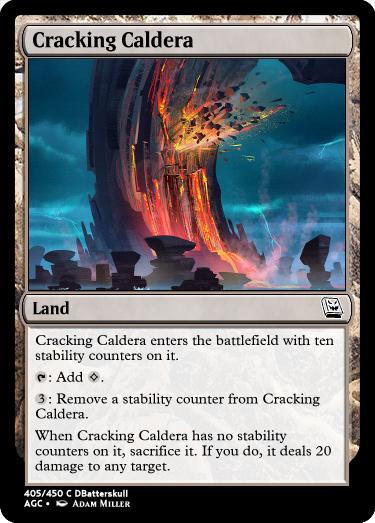 Cracking Caldera
Land
Cracking Caldera enters the battlefield with ten
stability counters on it.
: Add .
3: Remove a stability counter from Cracking
Caldera.
When Cracking Caldera has no stability
counters on it, sacrifice it. If you do, it deals 20
damage to any target.
405/450 C DBatterskull
AGC • Adam Miller